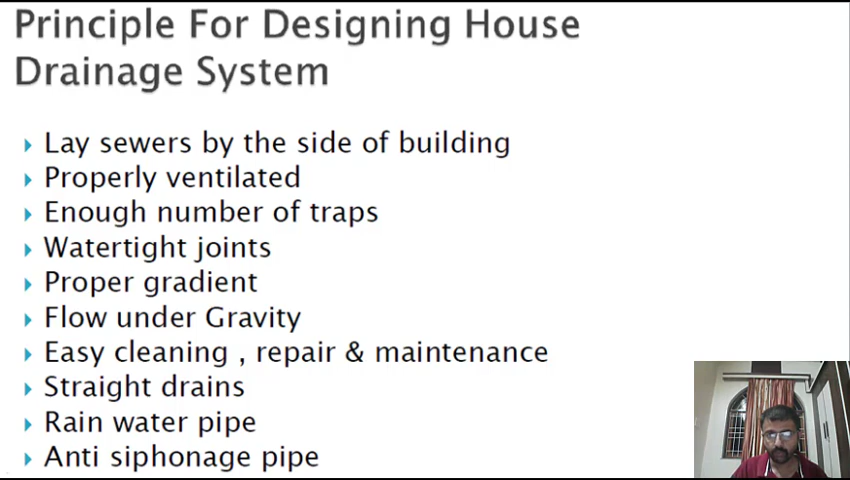 Principle For Designing House
Drainage System
Lay sewers by the side of building
Properly ventilated
Enough number of traps
Watertight joints
Proper gradient
Flow under Gravity
Easy cleaning , repair & maintenance
Straight drains
Rain water pipe
Anti siphonage pipe